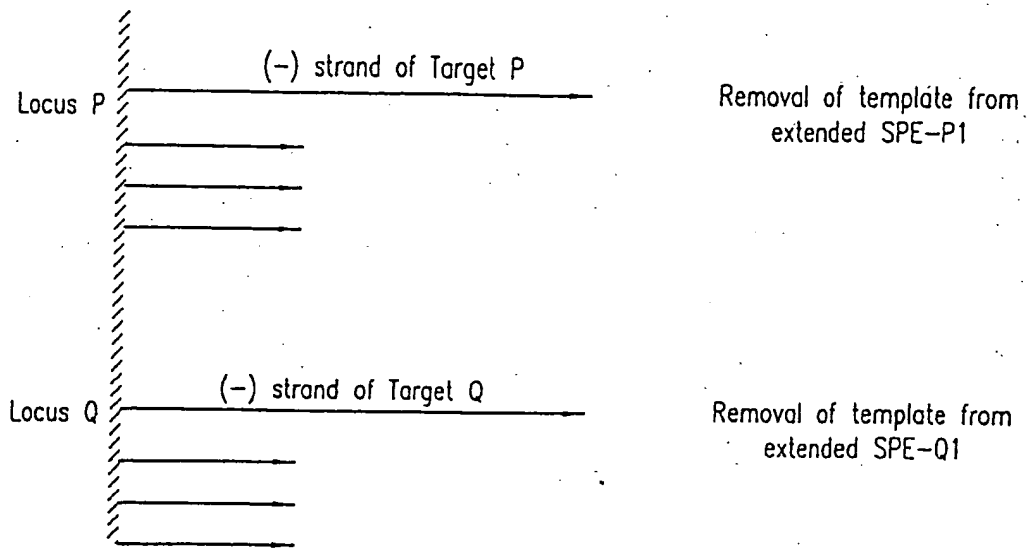 (-) strand of Target P
Locus P
Removal of template from
extended SPE-P1
(-) strand of Target Q
Locus Q
Removal of template from
extended SPE-Q1